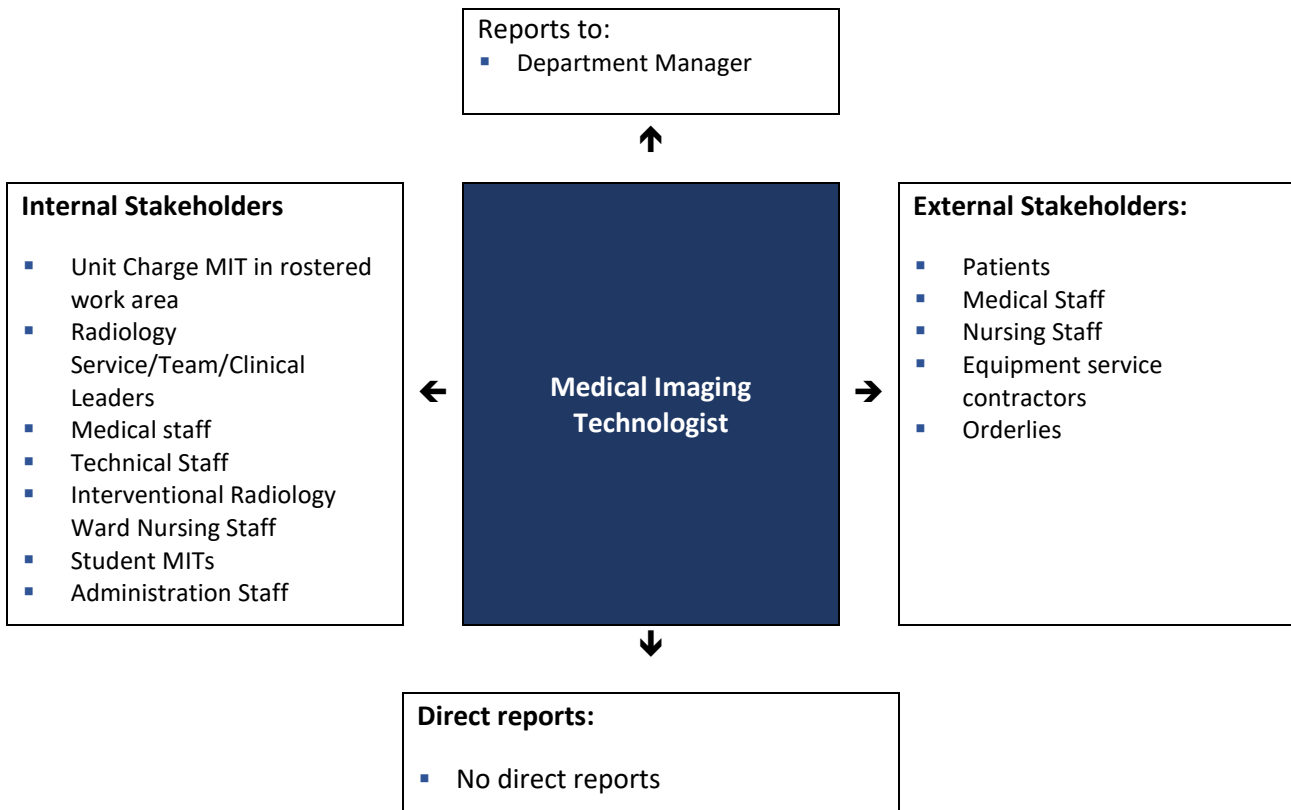 Reports to:
▪ Department Manager
🡩
Internal Stakeholders
▪ Unit Charge MIT in rostered
work area
▪ Radiology
Service/Team/Clinical
Leaders
▪ Medical staff
▪ Technical Staff
▪ Interventional Radiology
Ward Nursing Staff
▪ Student MITs
▪ Administration Staff
🡨
Medical Imaging
Technologist
🡪
External Stakeholders:
▪ Patients
▪ Medical Staff
▪ Nursing Staff
▪ Equipment service
contractors
▪ Orderlies
🡫
Direct reports:
▪ No direct reports